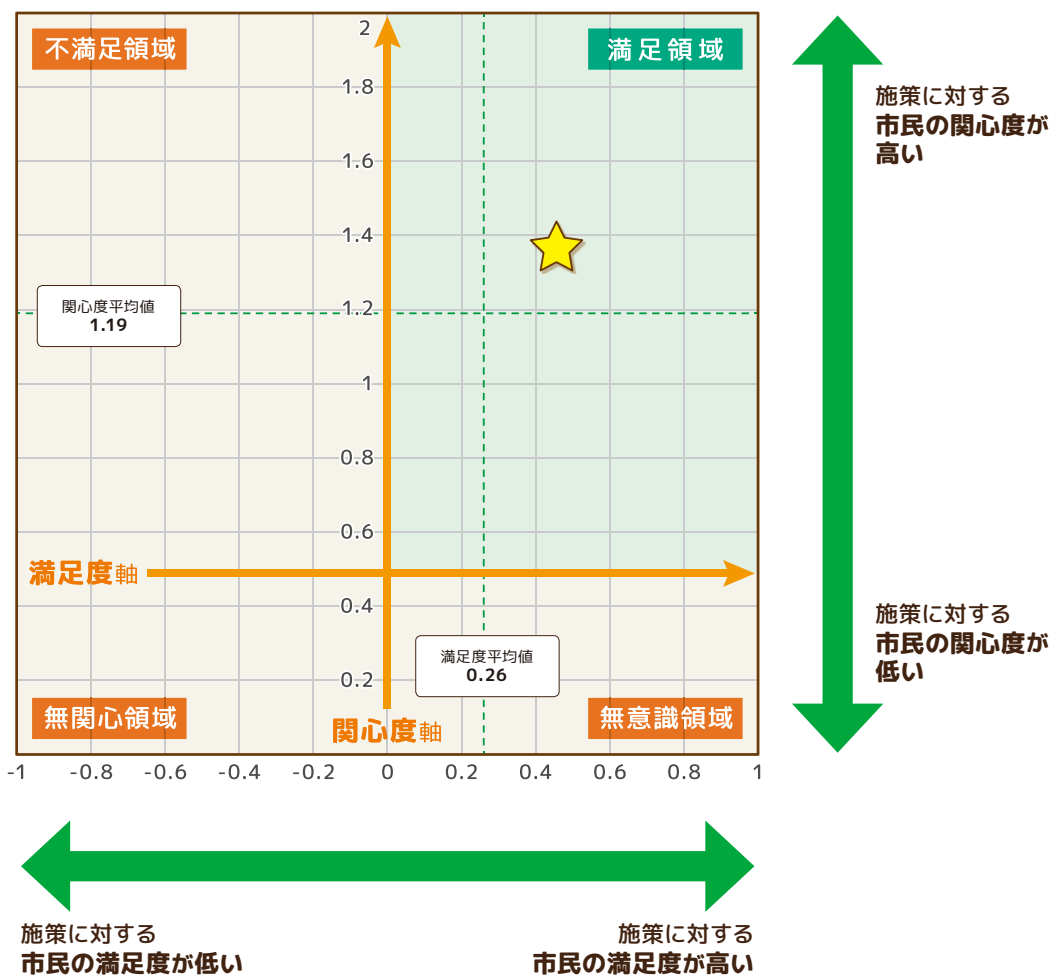 不満足領域
満足領域
2
1.8
1.6
1.4
1.2
1
0.8
0.6
0.4
0.2
関心度平均値
1.19
満足度軸
満足度平均値
0.26
無関心領域
関心度軸
無意識領域
-1 -0.8 -0.6 -0.4 -0.2 0 0.2 0.4 0.6 0.8 1
施策に対する
市民の関心度が
高い
施策に対する
市民の関心度が
低い
施策に対する
市民の満足度が低い
施策に対する
市民の満足度が高い